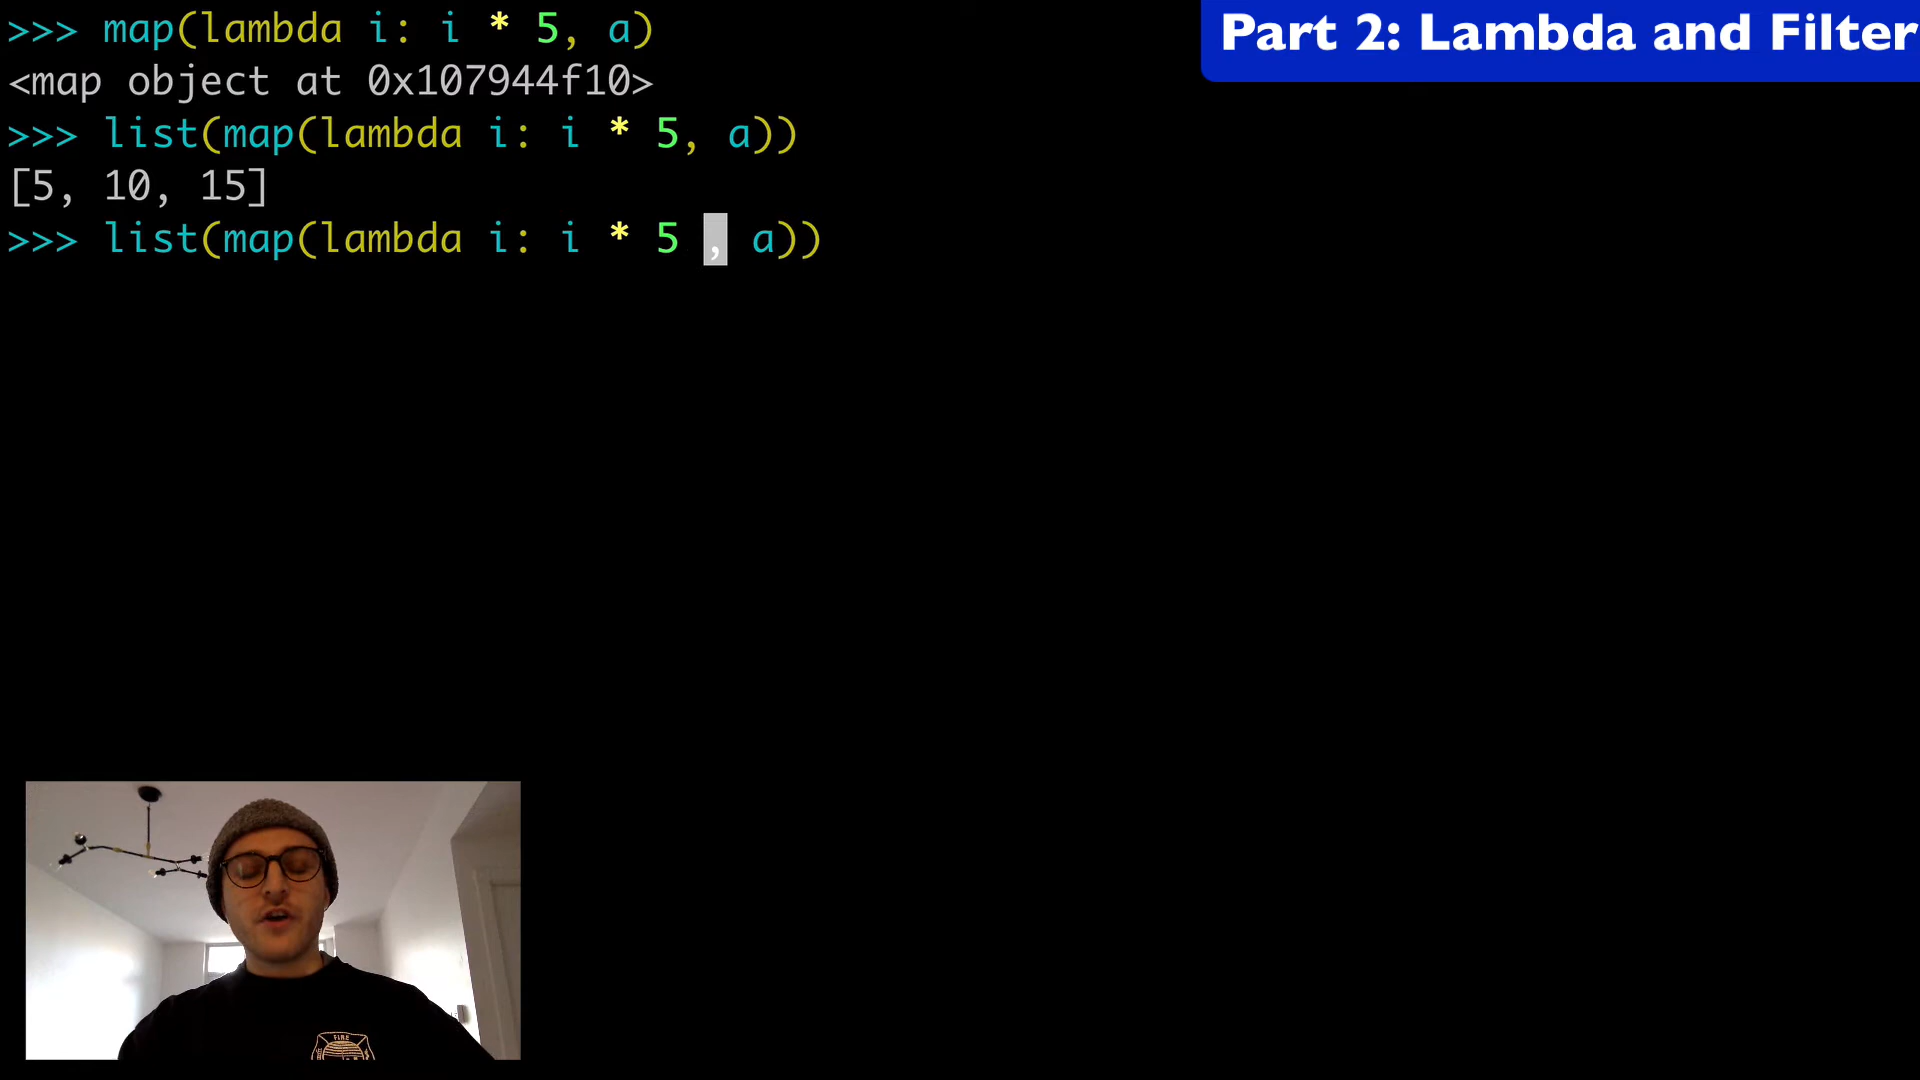 >>> map(lambda i: i * 5, a)
<map object at 0x107944f10>
>>> list(map(lambda i: i * 5, a))
[5, 10, 15]
>>> list(map(lambda i: i * 5 , a))
Part 2: Lambda and Filter
FIRE